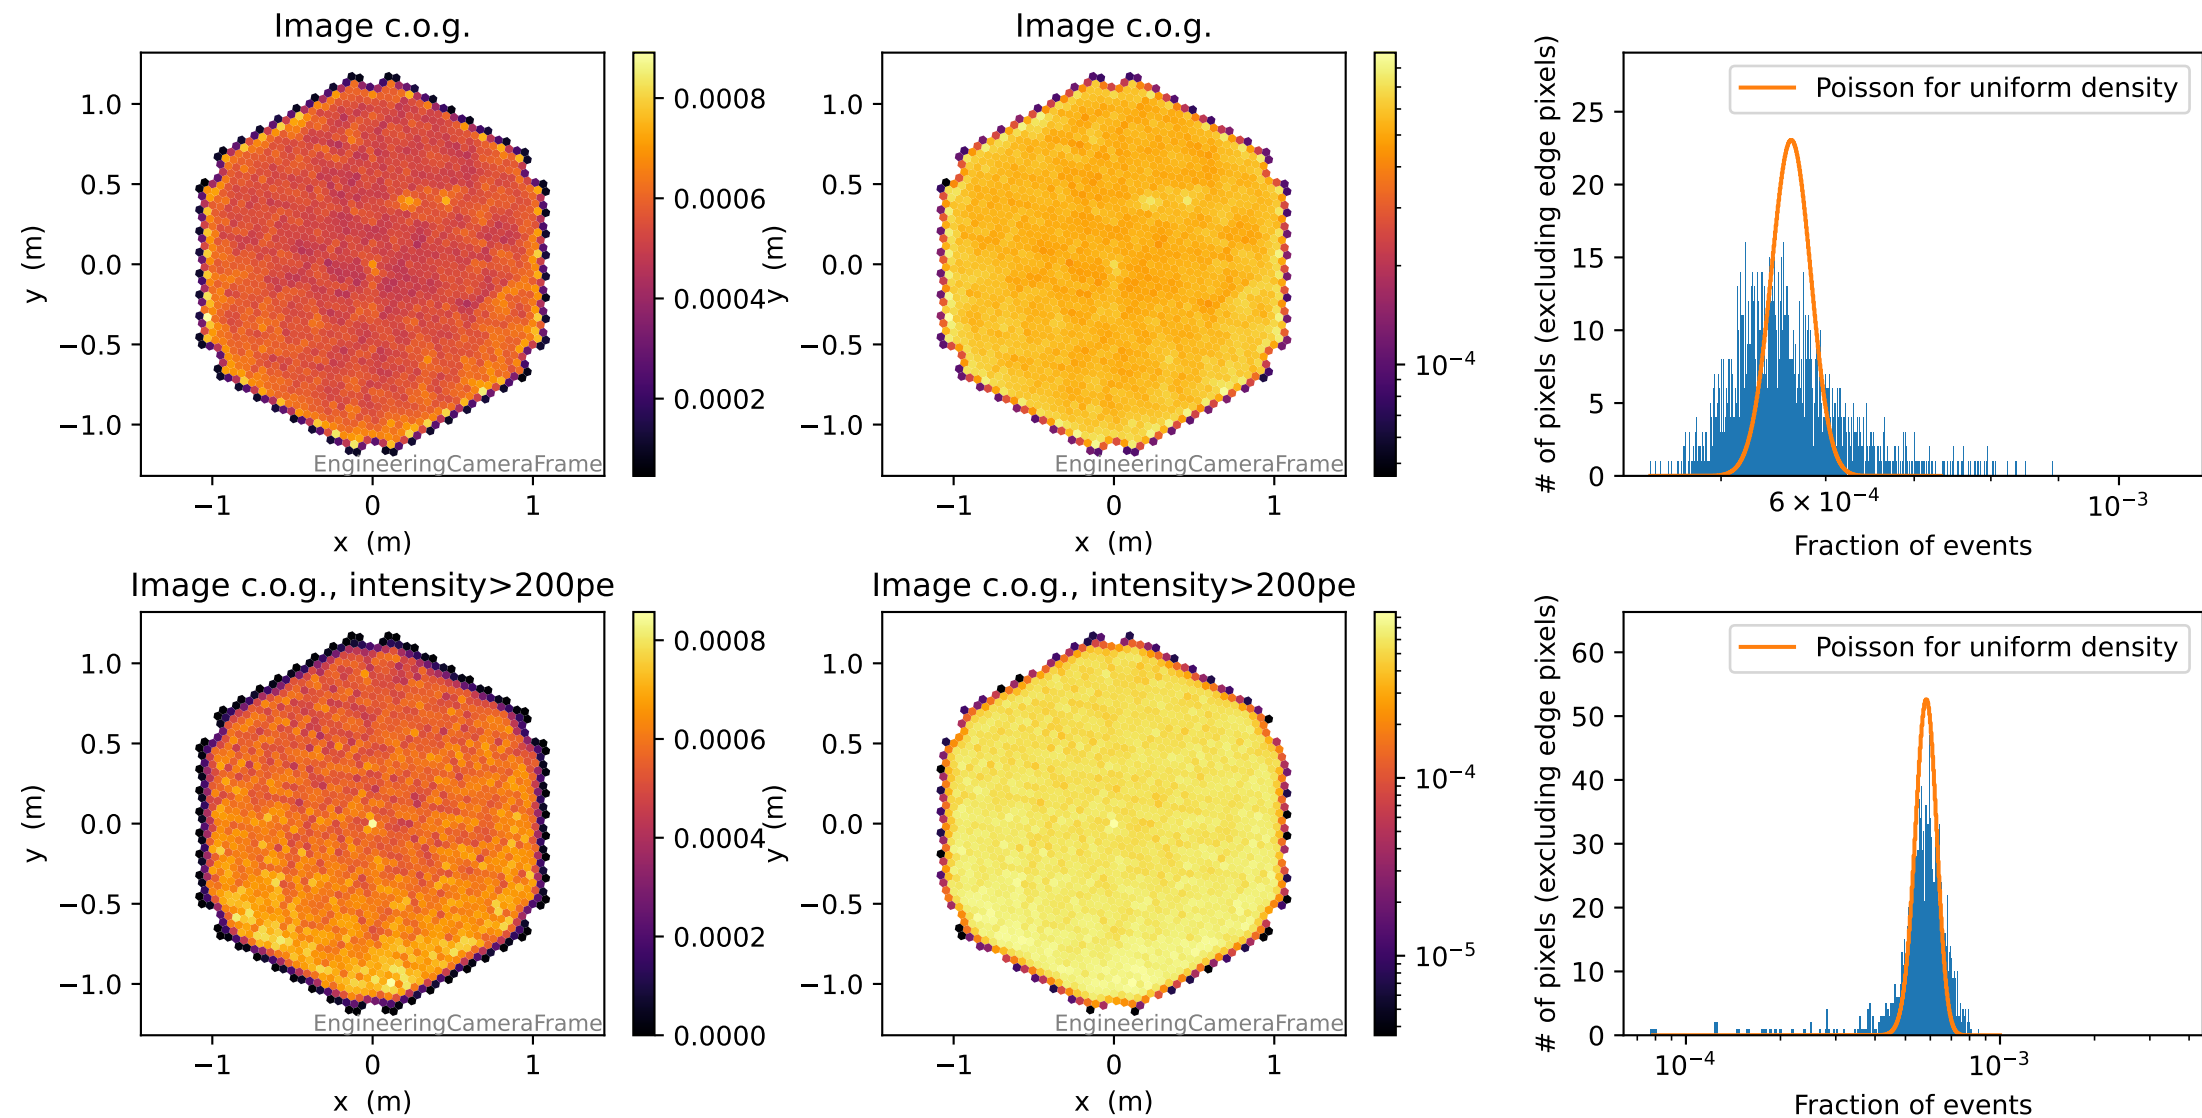 Image c.o.g.
1.0
0.5
0.0
−0.5
−1.0
y (m)
−1 0 1
x (m)
EngineeringCameraFrame
0.0008
0.0006
0.0004
0.0002
Image c.o.g.
1.0
0.5
0.0
−0.5
−1.0
y (m)
−1 0 1
x (m)
EngineeringCameraFrame
10⁻⁴
Poisson for uniform density
# of pixels (excluding edge pixels)
25
20
15
10
5
0
6 × 10⁻⁴ 10⁻³
Fraction of events
Image c.o.g., intensity>200pe
1.0
0.5
0.0
−0.5
−1.0
y (m)
−1 0 1
x (m)
EngineeringCameraFrame
0.0008
0.0006
0.0004
0.0002
0.0000
Image c.o.g., intensity>200pe
1.0
0.5
0.0
−0.5
−1.0
y (m)
−1 0 1
x (m)
EngineeringCameraFrame
10⁻⁴
10⁻⁵
Poisson for uniform density
# of pixels (excluding edge pixels)
60
50
40
30
20
10
0
10⁻⁴ 10⁻³
Fraction of events